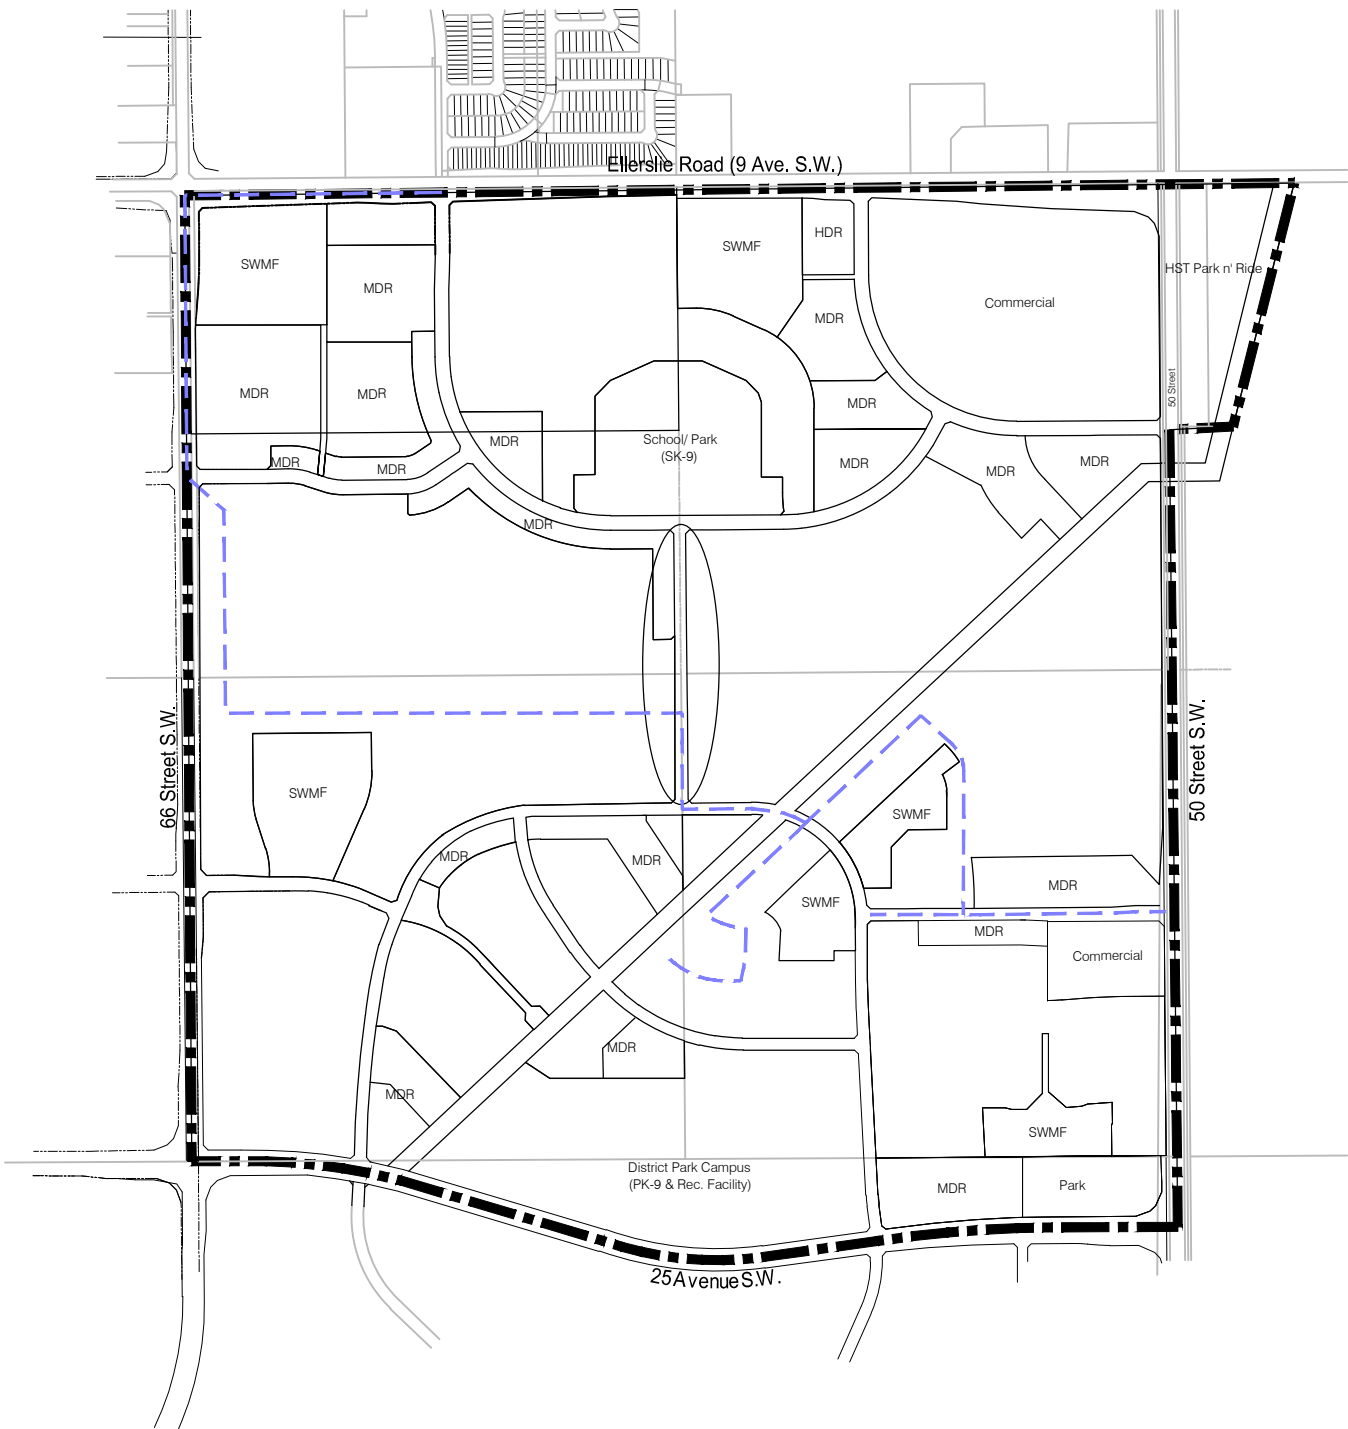 Ellerslie Road (9 Ave. S.W.)
SWMF
HDR
SWMF
HST Park n' Ride
MDR
Commercial
MDR
50 Street
MDR
MDR
MDR
MDR
School/ Park
(SK-9)
MDR
MDR
MDR
MDR
MDR
MDR
MDR
66 Street S.W.
50 Street S.W.
SWMF
SWMF
MDR
MDR
MDR
SWMF
MDR
Commercial
MDR
MDR
SWMF
District Park Campus
(PK-9 & Rec. Facility)
MDR
Park
25 Avenue S.W.